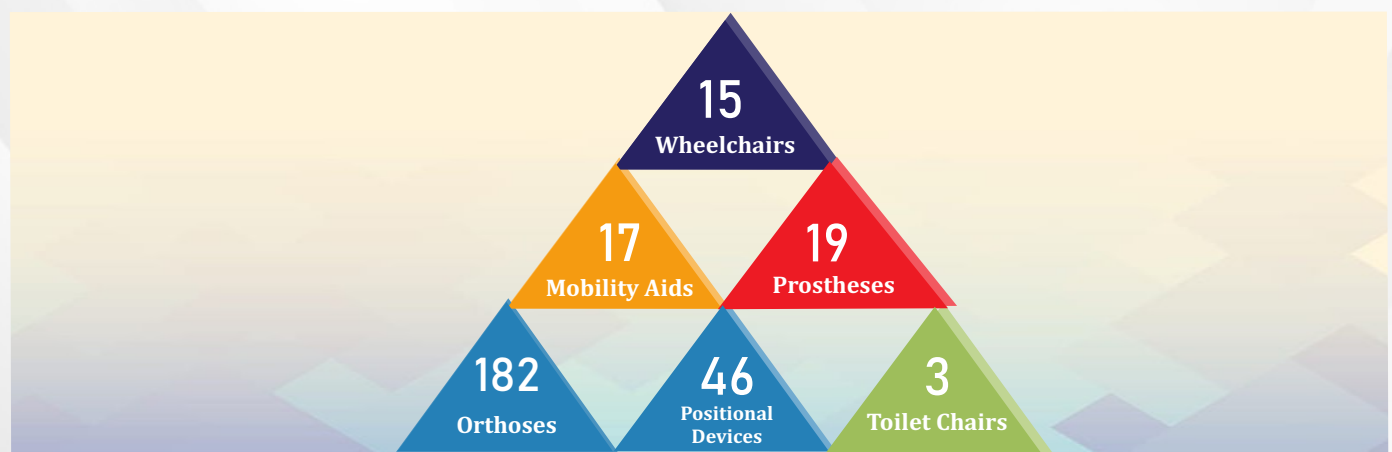 15
Wheelchairs
17
Mobility Aids
19
Prostheses
182
Orthoses
46
Positional
Devices
3
Toilet Chairs